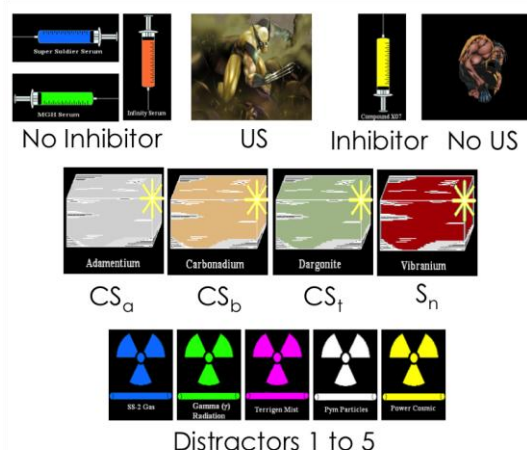 Super Soldier Serum
MGH Serum
Infinity Serum
Compound XD7
No Inhibitor
US
Inhibitor
No US
Adamentium
Carbonadium
Dargonite
Vibranium
CSa
CSb
CSt
Sn
SS-2 Gas
Gamma (γ)
Radiation
Terrigen Mist
Pym Particles
Power Cosmic
Distractors 1 to 5